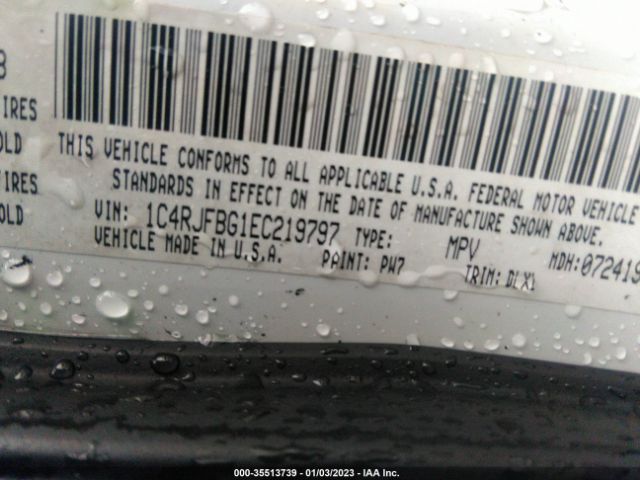 8
IRES
OLD
IRES
OLD
THIS VEHICLE CONFORMS TO ALL APPLICABLE U.S.A. FEDERAL MOTOR VEHICLE
STANDARDS IN EFFECT ON THE DATE OF MANUFACTURE SHOWN ABOVE.
VIN: 1C4RJFBG1EC219797 TYPE: MPV MDH:072419
VEHICLE MADE IN U.S.A. PAINT: PW7 TRIM: DLX1
000-35513739 - 01/03/2023 - IAA Inc.